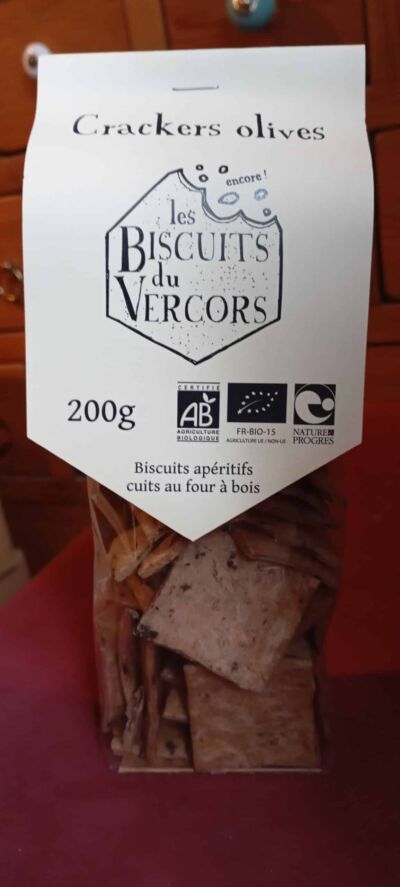 Crackers olives
encore !
les
BISCUITS
du
VERCORS
200g
CERTIFIÉ
AB
AGRICULTURE
BIOLOGIQUE
FR-BIO-15
AGRICULTURE UE/NON-UE
NATURE &
PROGRES
Biscuits apéritifs
cuits au four à bois